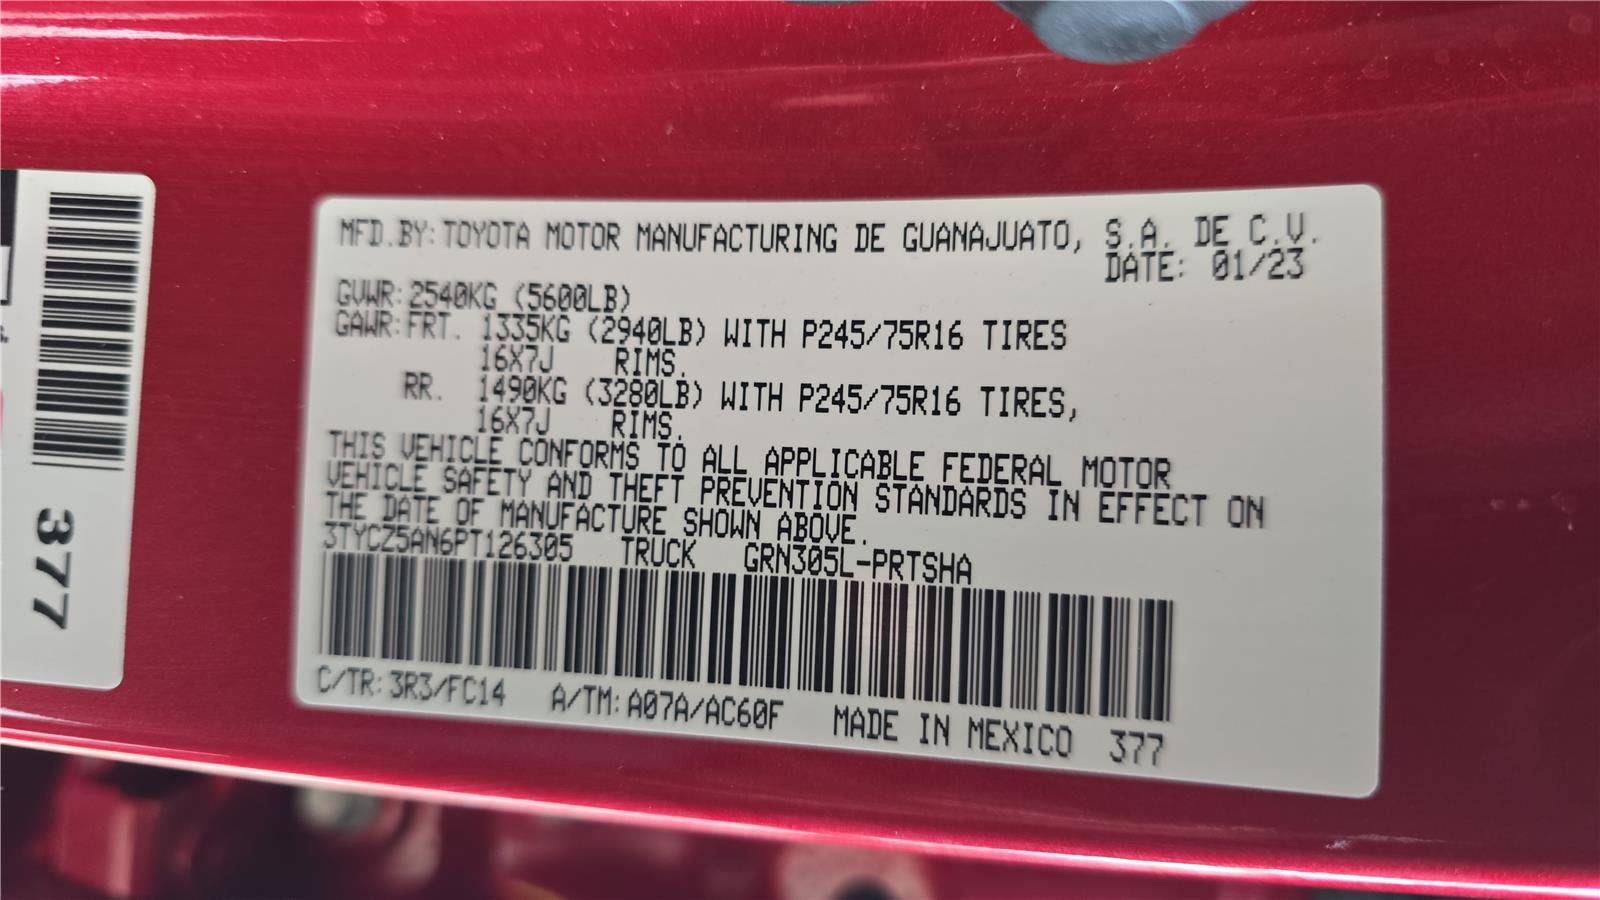 MFD.BY:TOYOTA MOTOR MANUFACTURING DE GUANAJUATO, S.A. DE C.V.
DATE: 01/23
GVWR:2540KG (5600LB)
GAWR:FRT. 1335KG (2940LB) WITH P245/75R16 TIRES
16X7J RIMS.
RR. 1490KG (3280LB) WITH P245/75R16 TIRES,
16X7J RIMS.
THIS VEHICLE CONFORMS TO ALL APPLICABLE FEDERAL MOTOR
VEHICLE SAFETY AND THEFT PREVENTION STANDARDS IN EFFECT ON
THE DATE OF MANUFACTURE SHOWN ABOVE.
3TYCZ5AN6PT126305 TRUCK GRN305L-PRTSHA
C/TR:3R3/FC14 A/TM:A07A/AC60F MADE IN MEXICO 377
377